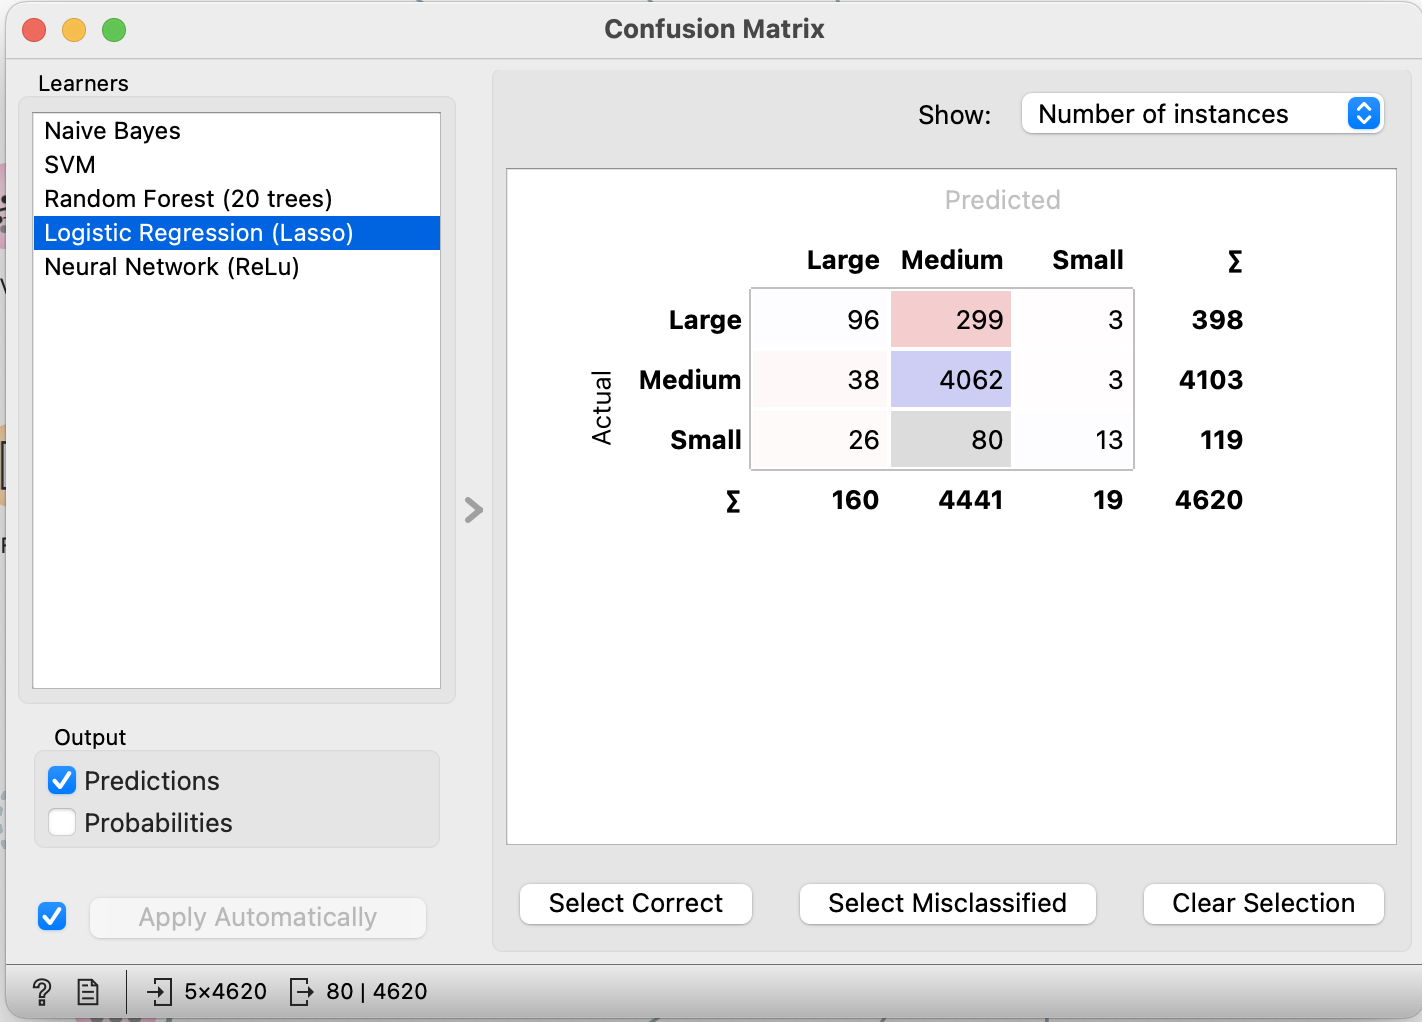 Confusion Matrix
Learners
Naive Bayes
SVM
Random Forest (20 trees)
Logistic Regression (Lasso)
Neural Network (ReLu)
Output
Predictions
Probabilities
Apply Automatically
Show: Number of instances
Predicted
Large Medium Small Σ
Actual
Large 96 299 3 398
Medium 38 4062 3 4103
Small 26 80 13 119
Σ 160 4441 19 4620
Select Correct Select Misclassified Clear Selection
? 5×4620 80 | 4620